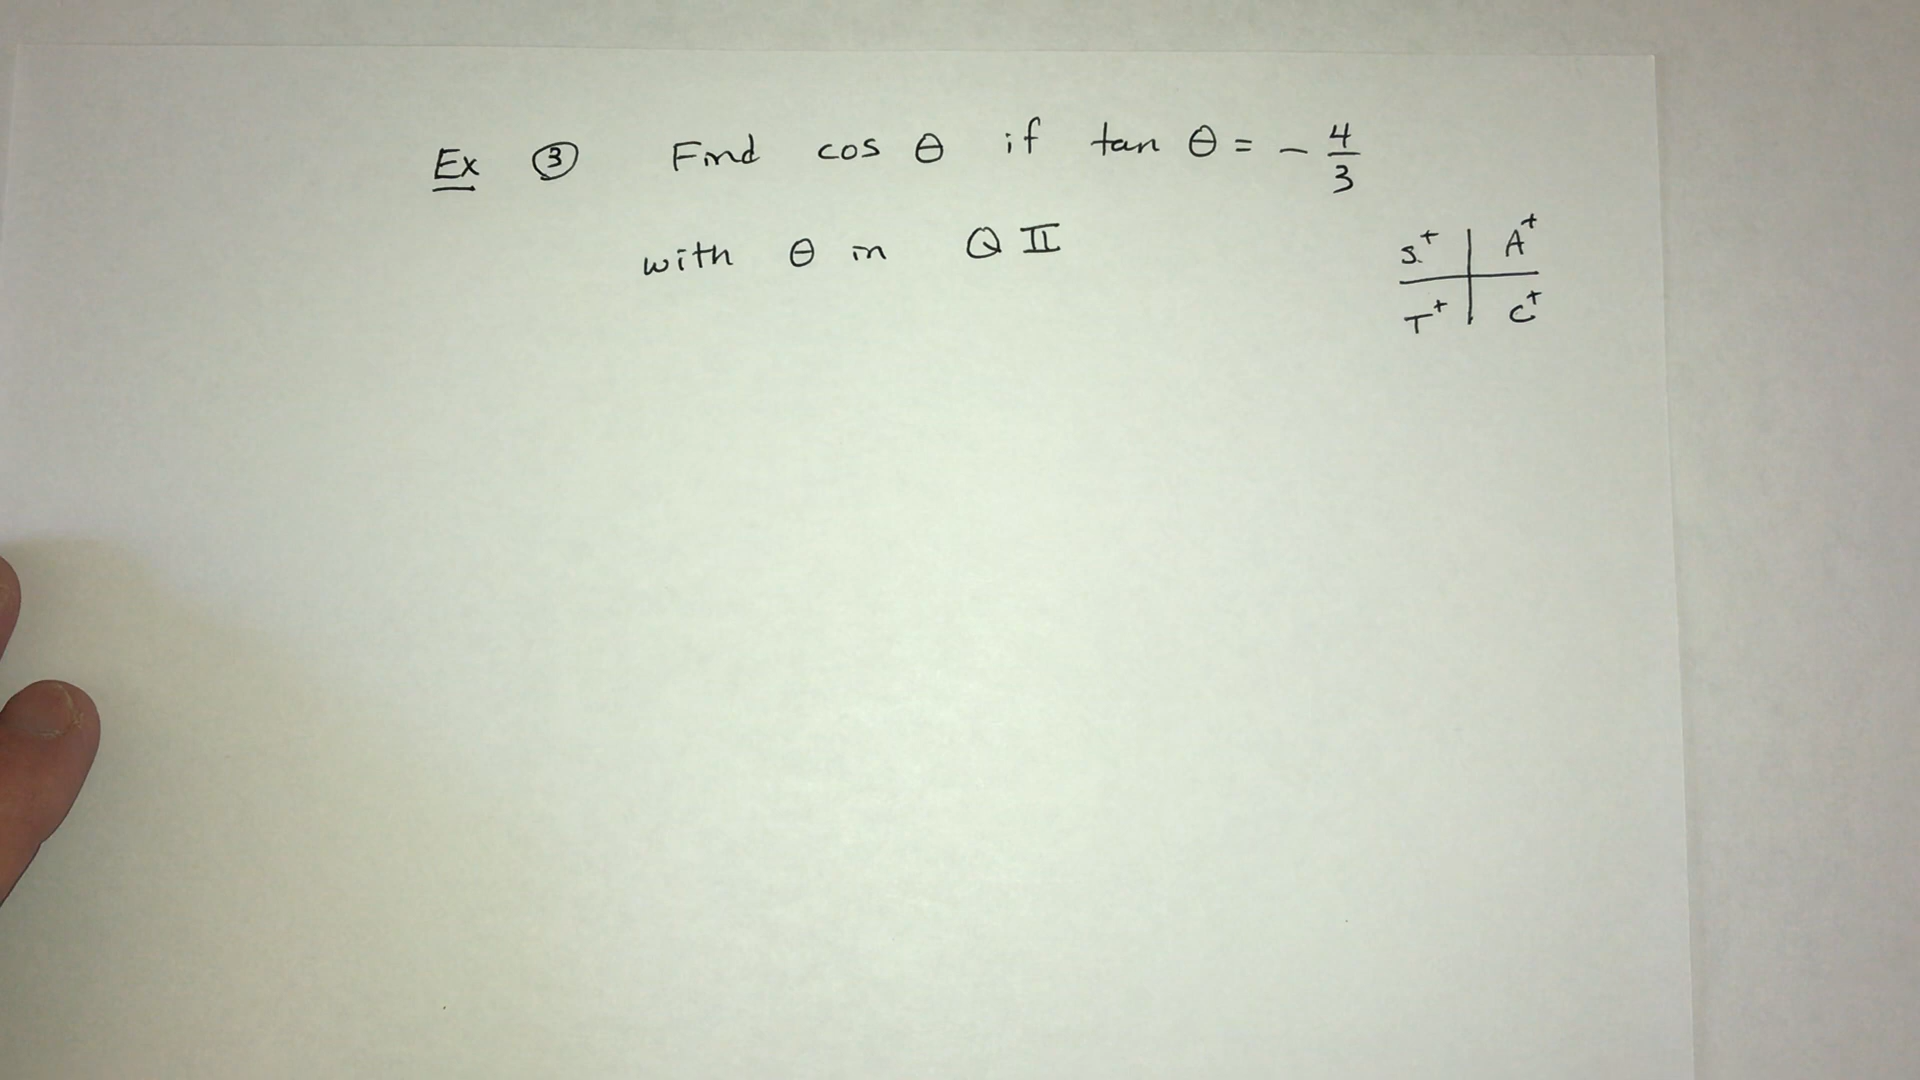 Ex ③ Find cos θ if tan θ = - 4/3
with θ in Q II
S⁺ | A⁺
T⁺ | C⁺